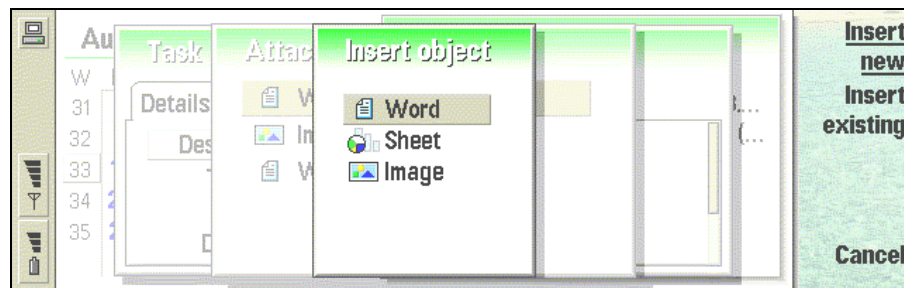 Au
Task
Attac
Insert object
Insert
new
Insert
existing
Cancel
W
31
32
33
34
35
Details
Des
W
Im
W
Word
Sheet
Image